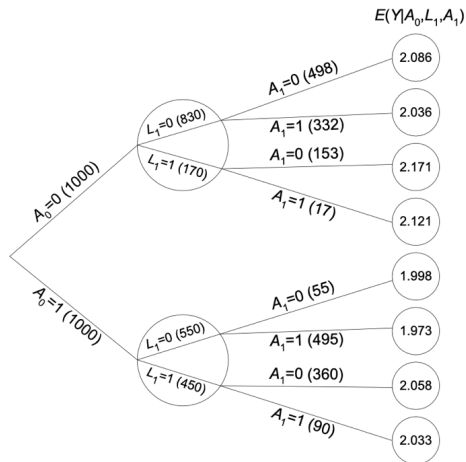 E(Y|A₀,L₁,A₁)
A₁=0 (498)
2.086
L₁=0 (830)
A₁=1 (332)
2.036
L₁=1 (170)
A₁=0 (153)
2.171
A₀=0 (1000)
A₁=1 (17)
2.121
A₀=1 (1000)
A₁=0 (55)
1.998
L₁=0 (550)
A₁=1 (495)
1.973
L₁=1 (450)
A₁=0 (360)
2.058
A₁=1 (90)
2.033